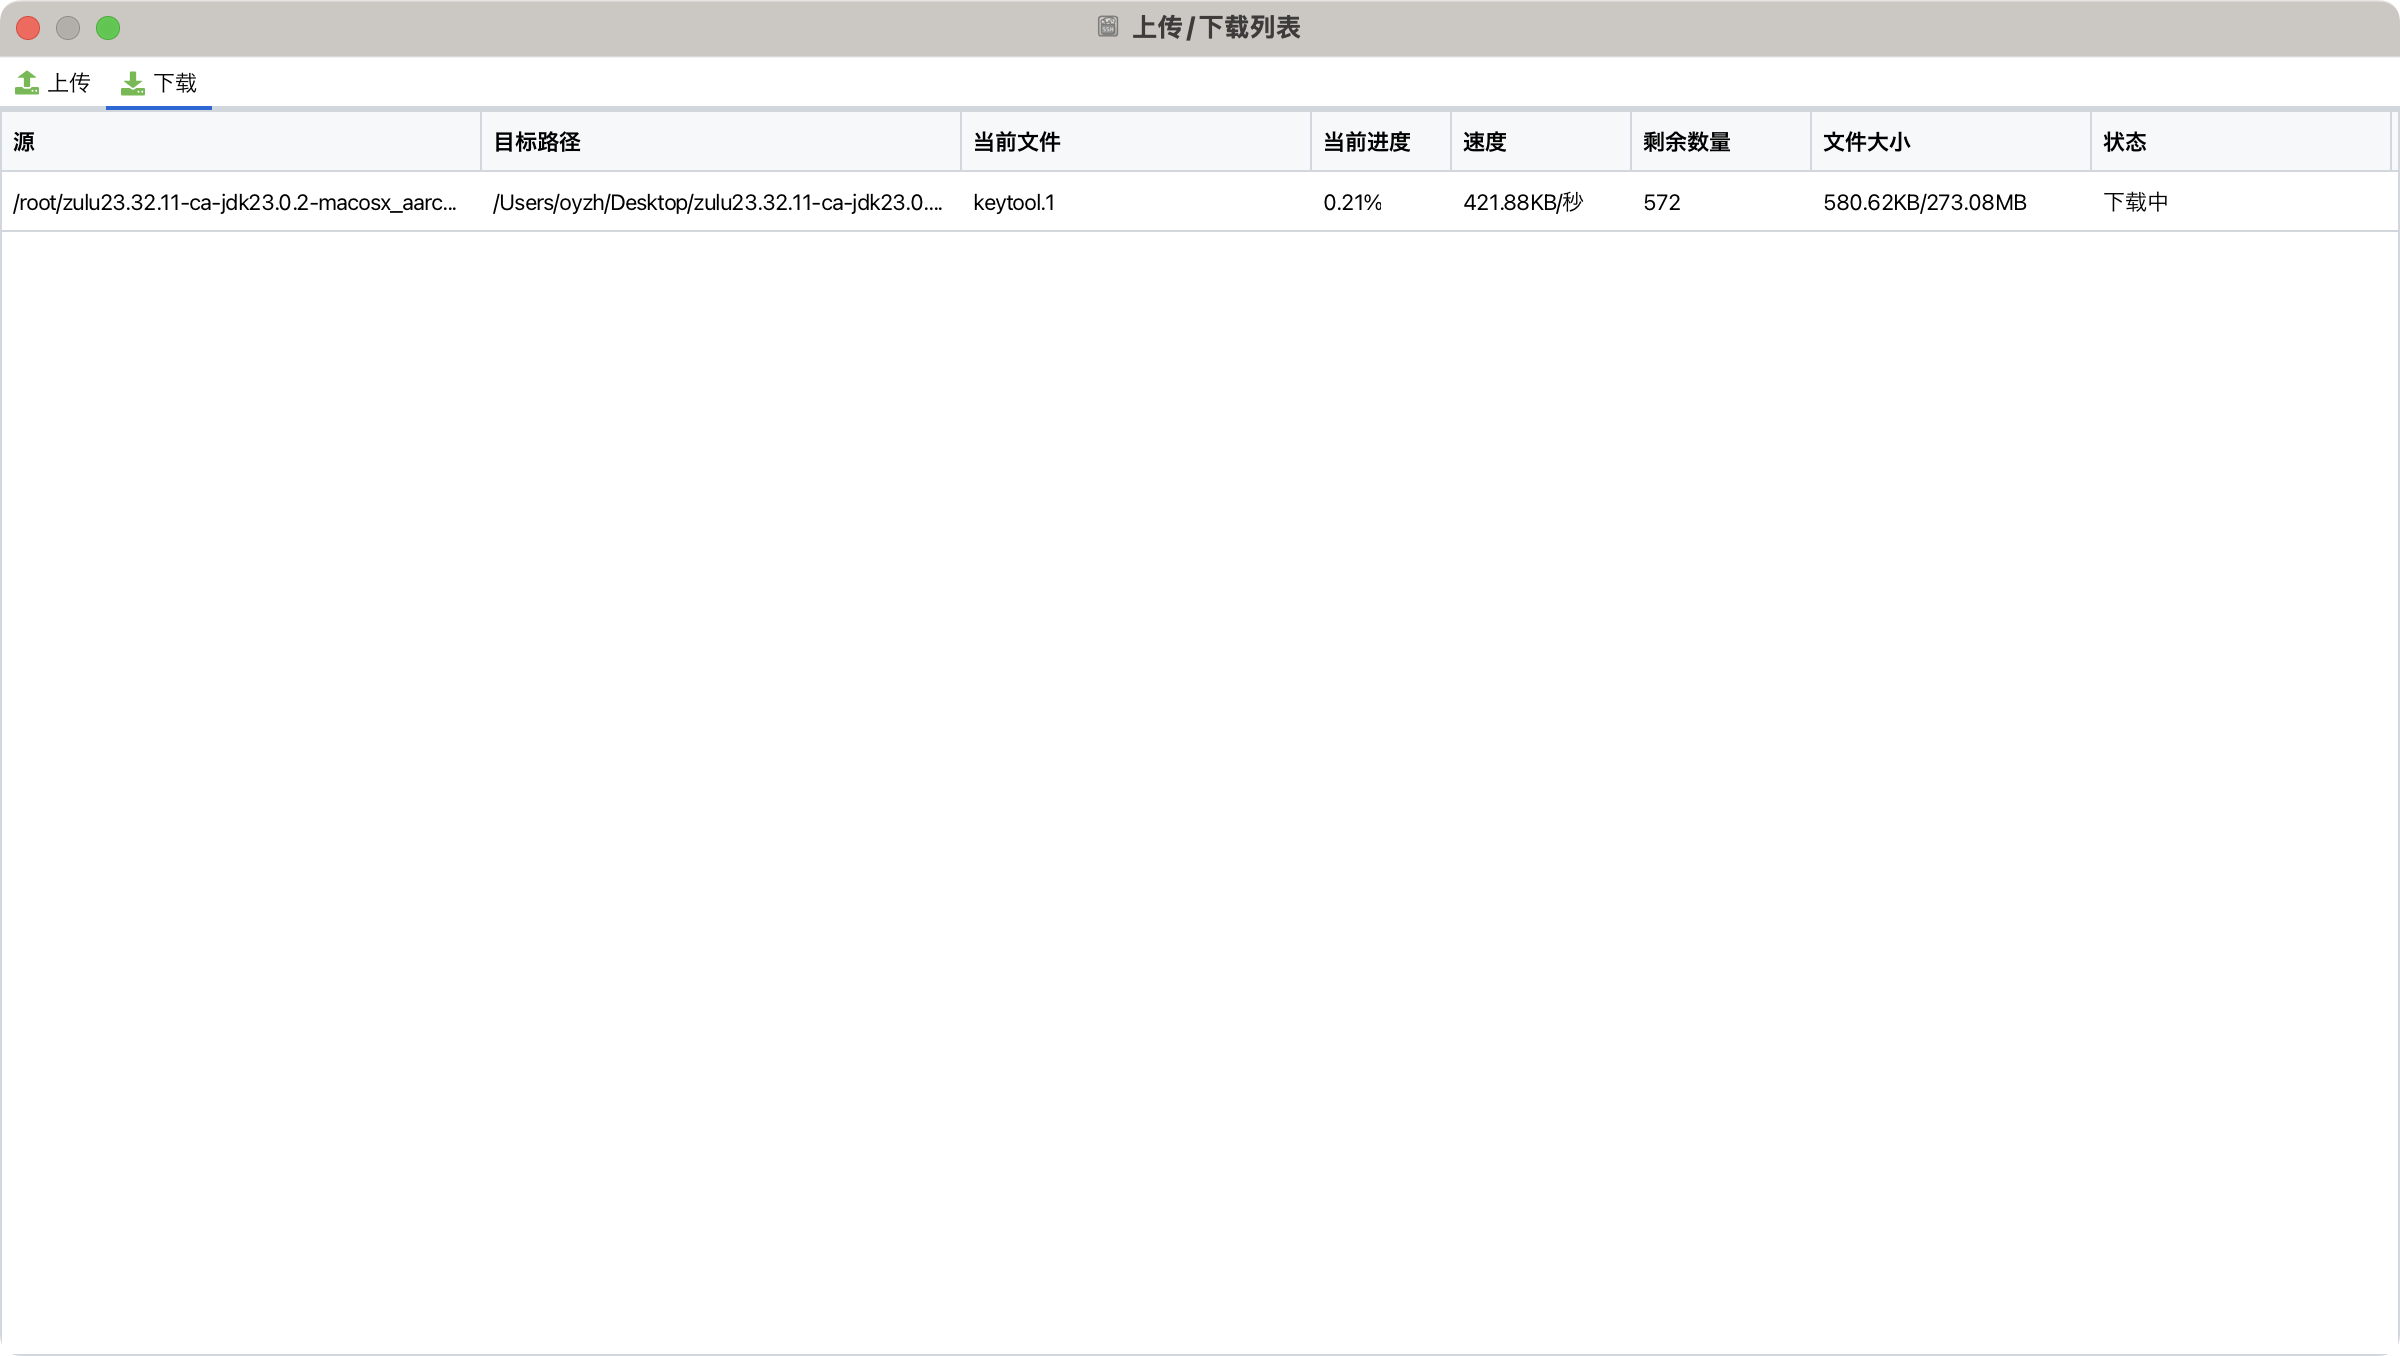 上传/下载列表
上传 下载
源 目标路径 当前文件 当前进度 速度 剩余数量 文件大小 状态
/root/zulu23.32.11-ca-jdk23.0.2-macosx_aarc... /Users/oyzh/Desktop/zulu23.32.11-ca-jdk23.0.... keytool.1 0.21% 421.88KB/秒 572 580.62KB/273.08MB 下载中